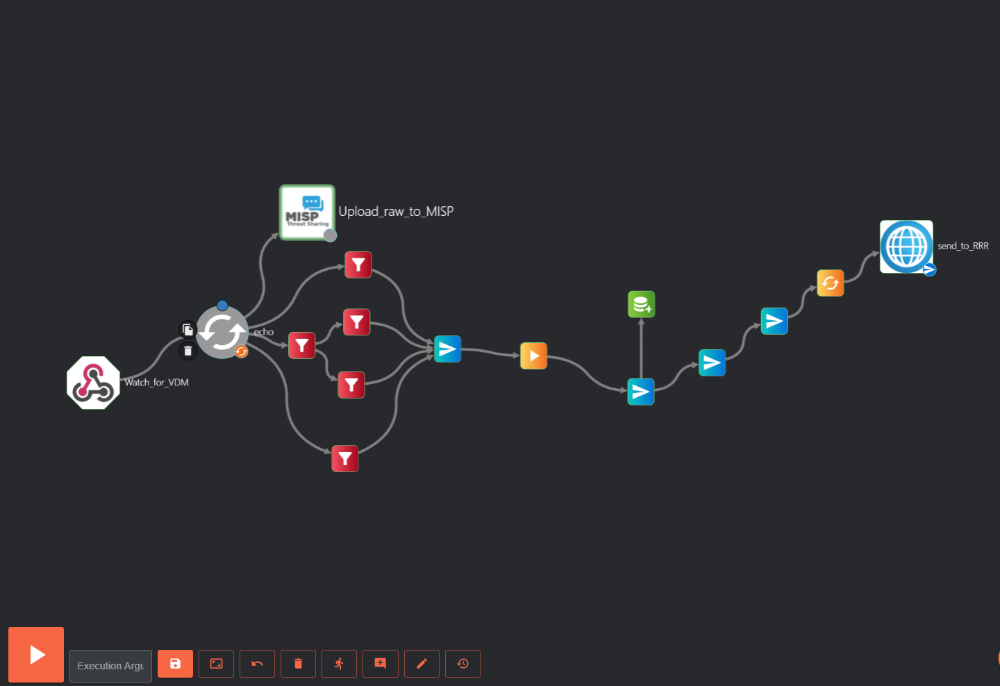 MISP
Threat Sharing
Upload_raw_to_MISP
send_to_RRR
echo
Watch_for_VDM
Execution Argu